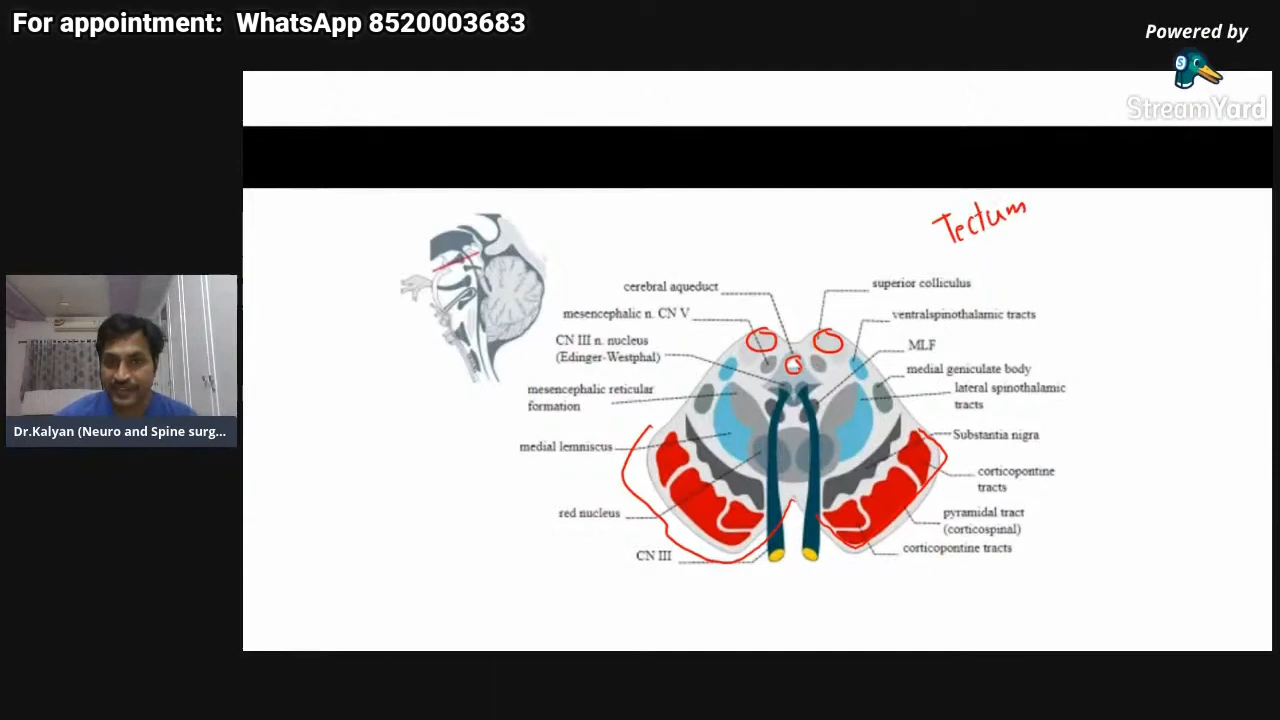 For appointment: WhatsApp 8520003683
Powered by
StreamYard
Tectum
cerebral aqueduct
superior colliculus
mesencephalic n. CN V
ventralspinothalamic tracts
CN III n. nucleus
(Edinger-Westphal)
MLF
medial geniculate body
mesencephalic reticular
formation
lateral spinothalamic
tracts
Substantia nigra
medial lemniscus
corticopontine
tracts
red nucleus
pyramidal tract
(corticospinal)
CN III
corticopontine tracts
Dr.Kalyan (Neuro and Spine surg...